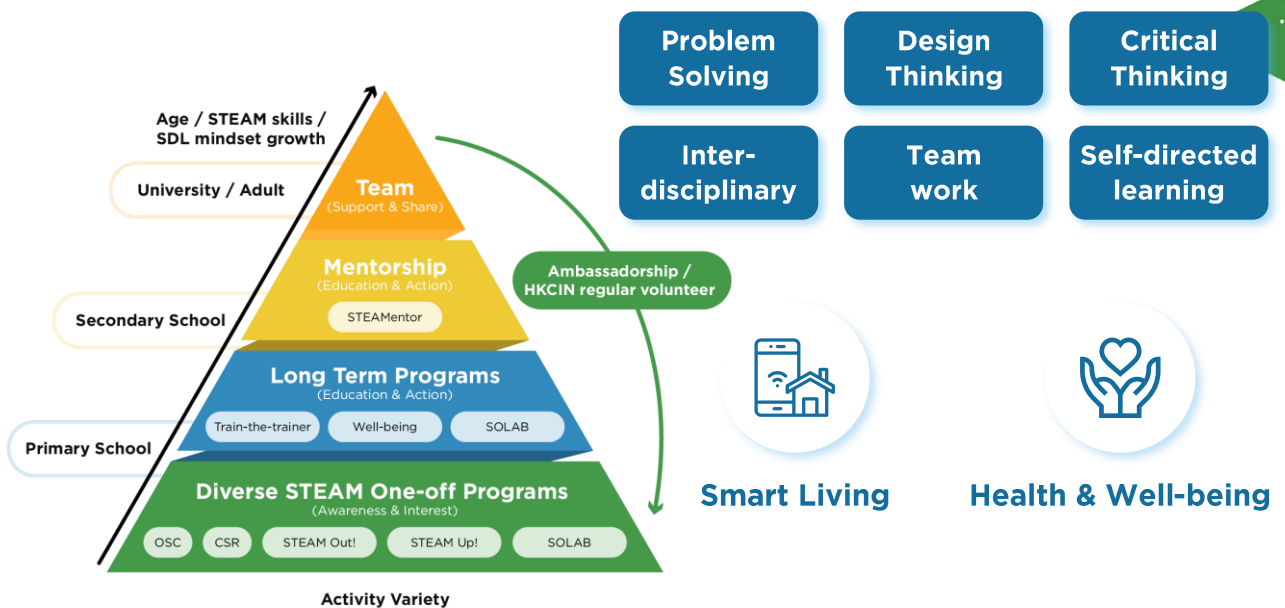 Age / STEAM skills /
SDL mindset growth
University / Adult
Secondary School
Primary School
Team
(Support & Share)
Mentorship
(Education & Action)
STEAMentor
Long Term Programs
(Education & Action)
Train-the-trainer
Well-being
SOLAB
Diverse STEAM One-off Programs
(Awareness & Interest)
OSC
CSR
STEAM Out!
STEAM Up!
SOLAB
Activity Variety
Ambassadorship /
HKCIN regular volunteer
Problem
Solving
Design
Thinking
Critical
Thinking
Inter-
disciplinary
Team
work
Self-directed
learning
Smart Living
Health & Well-being